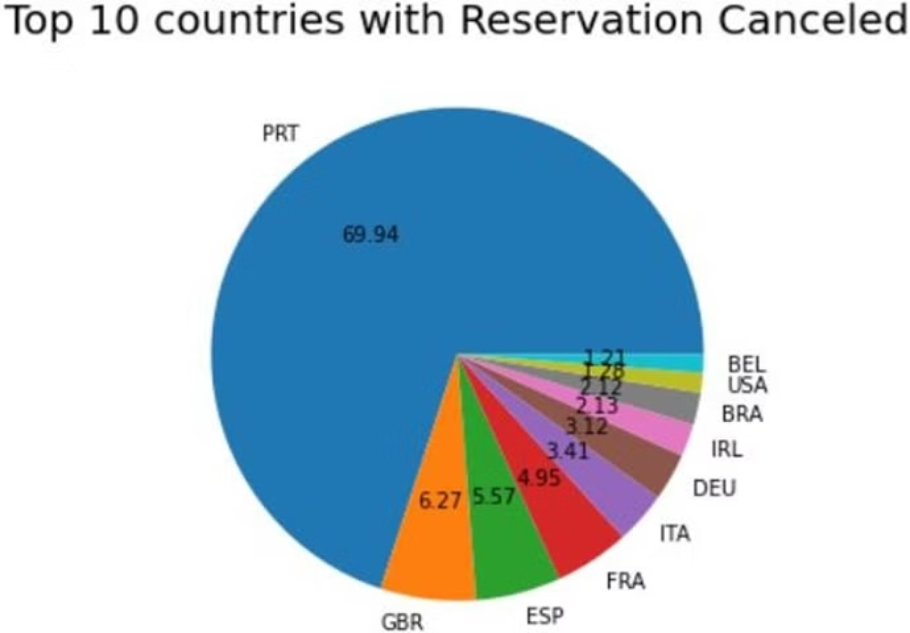 Top 10 countries with Reservation Canceled
PRT
69.94
1.21
BEL
1.28
USA
2.12
BRA
2.13
IRL
3.12
DEU
3.41
ITA
4.95
FRA
5.57
ESP
6.27
GBR